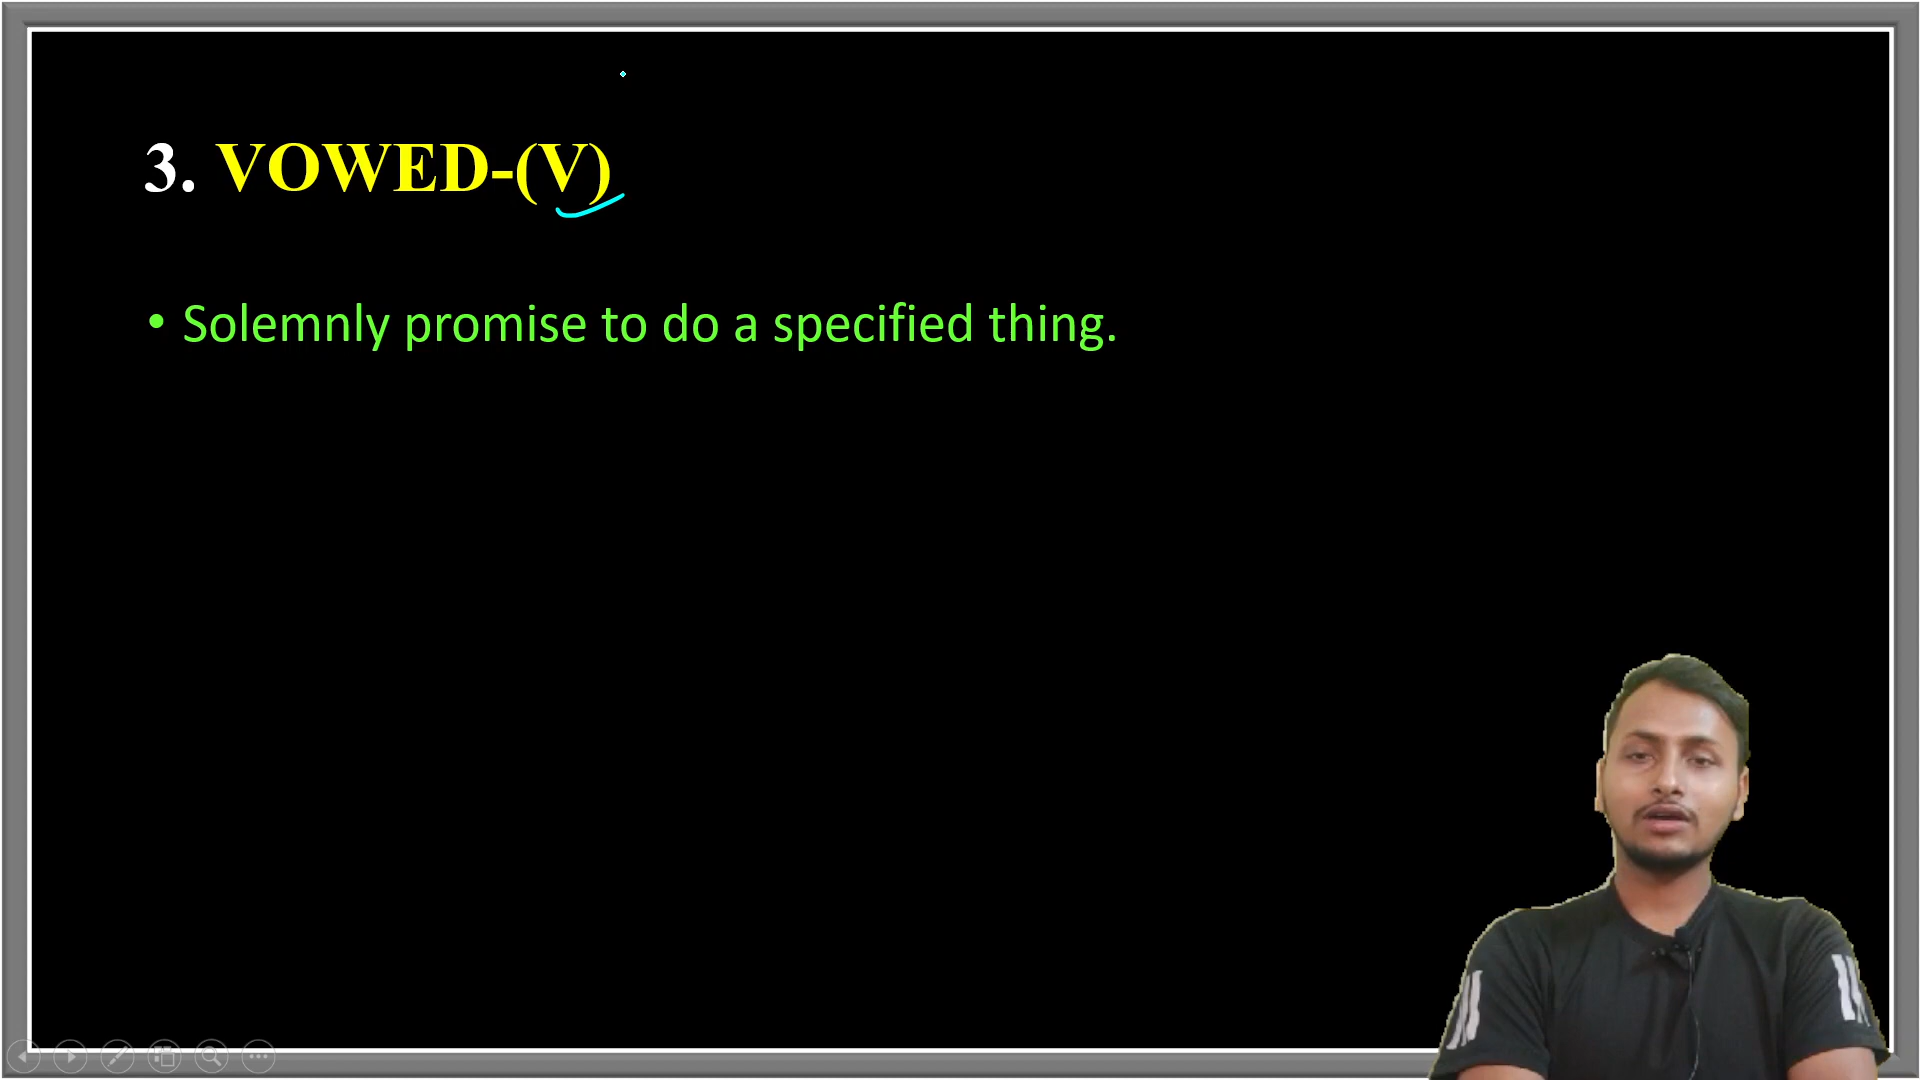 3. VOWED-(V)
• Solemnly promise to do a specified thing.